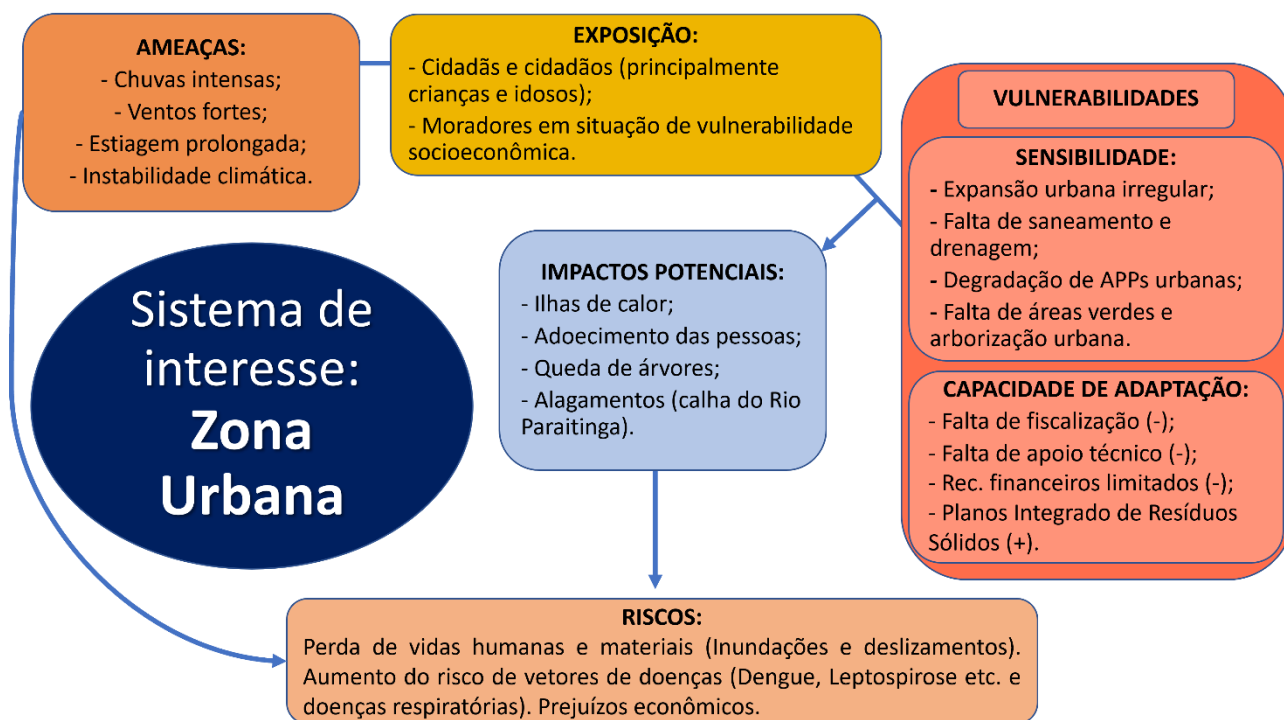 AMEAÇAS:
- Chuvas intensas;
- Ventos fortes;
- Estiagem prolongada;
- Instabilidade climática.
EXPOSIÇÃO:
- Cidadãs e cidadãos (principalmente
crianças e idosos);
- Moradores em situação de vulnerabilidade
socioeconômica.
VULNERABILIDADES
SENSIBILIDADE:
- Expansão urbana irregular;
- Falta de saneamento e
drenagem;
- Degradação de APPs urbanas;
- Falta de áreas verdes e
arborização urbana.
CAPACIDADE DE ADAPTAÇÃO:
- Falta de fiscalização (-);
- Falta de apoio técnico (-);
- Rec. financeiros limitados (-);
- Planos Integrado de Resíduos
Sólidos (+).
Sistema de
interesse:
Zona
Urbana
IMPACTOS POTENCIAIS:
- Ilhas de calor;
- Adoecimento das pessoas;
- Queda de árvores;
- Alagamentos (calha do Rio
Paraitinga).
RISCOS:
Perda de vidas humanas e materiais (Inundações e deslizamentos).
Aumento do risco de vetores de doenças (Dengue, Leptospirose etc. e
doenças respiratórias). Prejuízos econômicos.